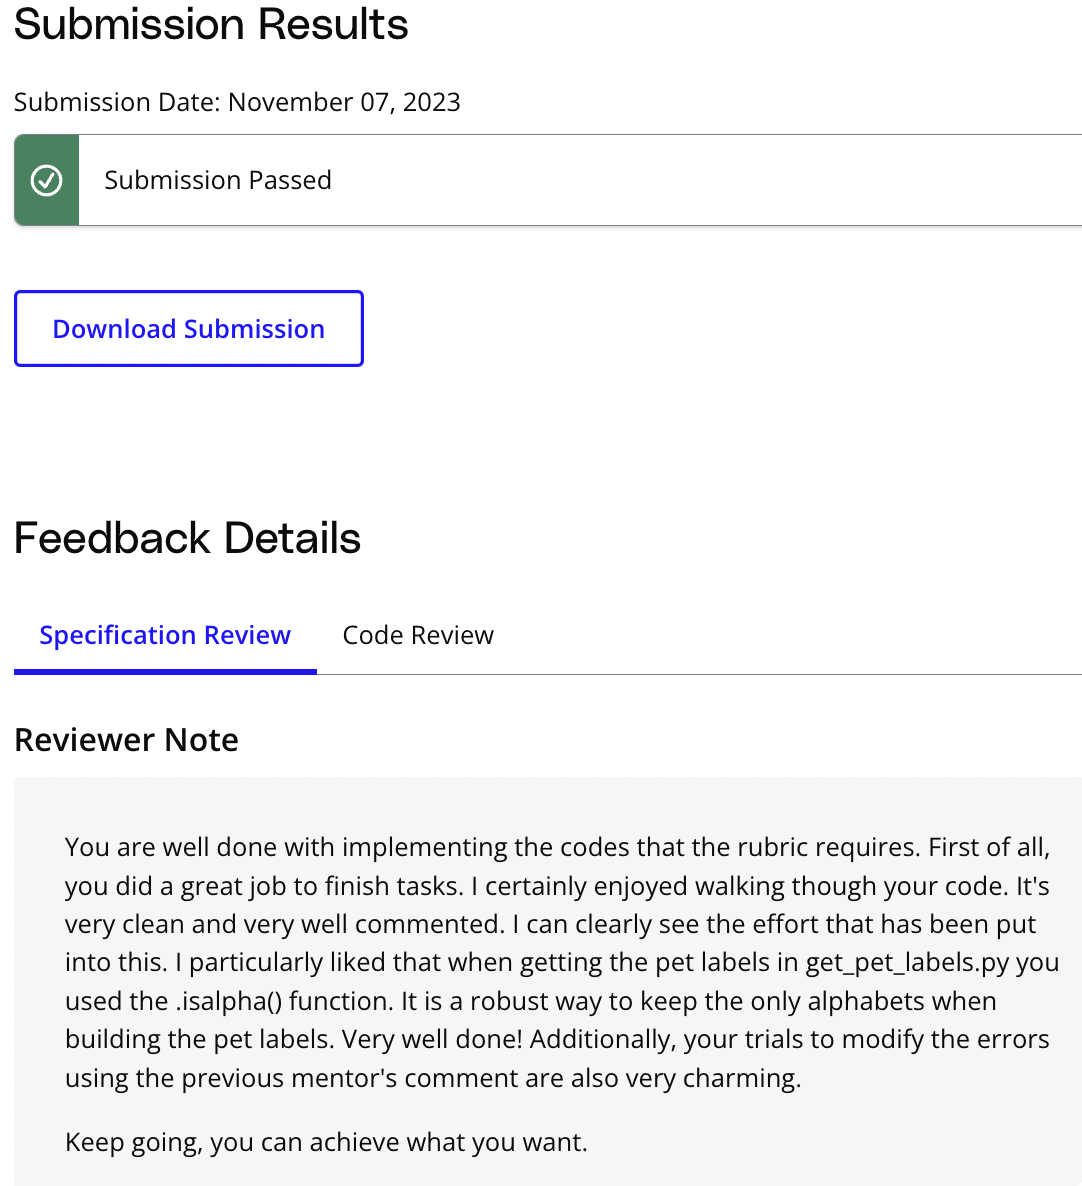 Submission Results
Submission Date: November 07, 2023
Submission Passed
Download Submission
Feedback Details
Specification Review Code Review
Reviewer Note
You are well done with implementing the codes that the rubric requires. First of all,
you did a great job to finish tasks. I certainly enjoyed walking though your code. It's
very clean and very well commented. I can clearly see the effort that has been put
into this. I particularly liked that when getting the pet labels in get_pet_labels.py you
used the .isalpha() function. It is a robust way to keep the only alphabets when
building the pet labels. Very well done! Additionally, your trials to modify the errors
using the previous mentor's comment are also very charming.
Keep going, you can achieve what you want.